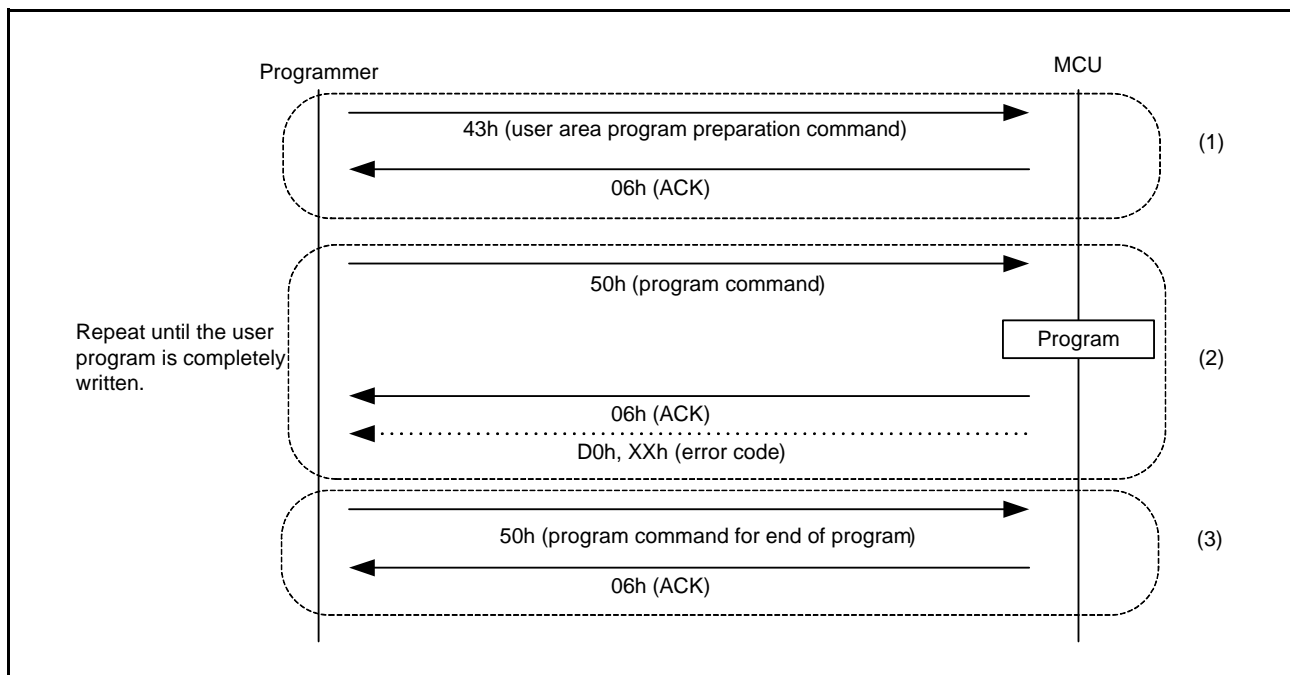 Programmer
MCU
43h (user area program preparation command)
(1)
06h (ACK)
50h (program command)
Repeat until the user
program is completely
written.
Program
(2)
06h (ACK)
D0h, XXh (error code)
50h (program command for end of program)
(3)
06h (ACK)